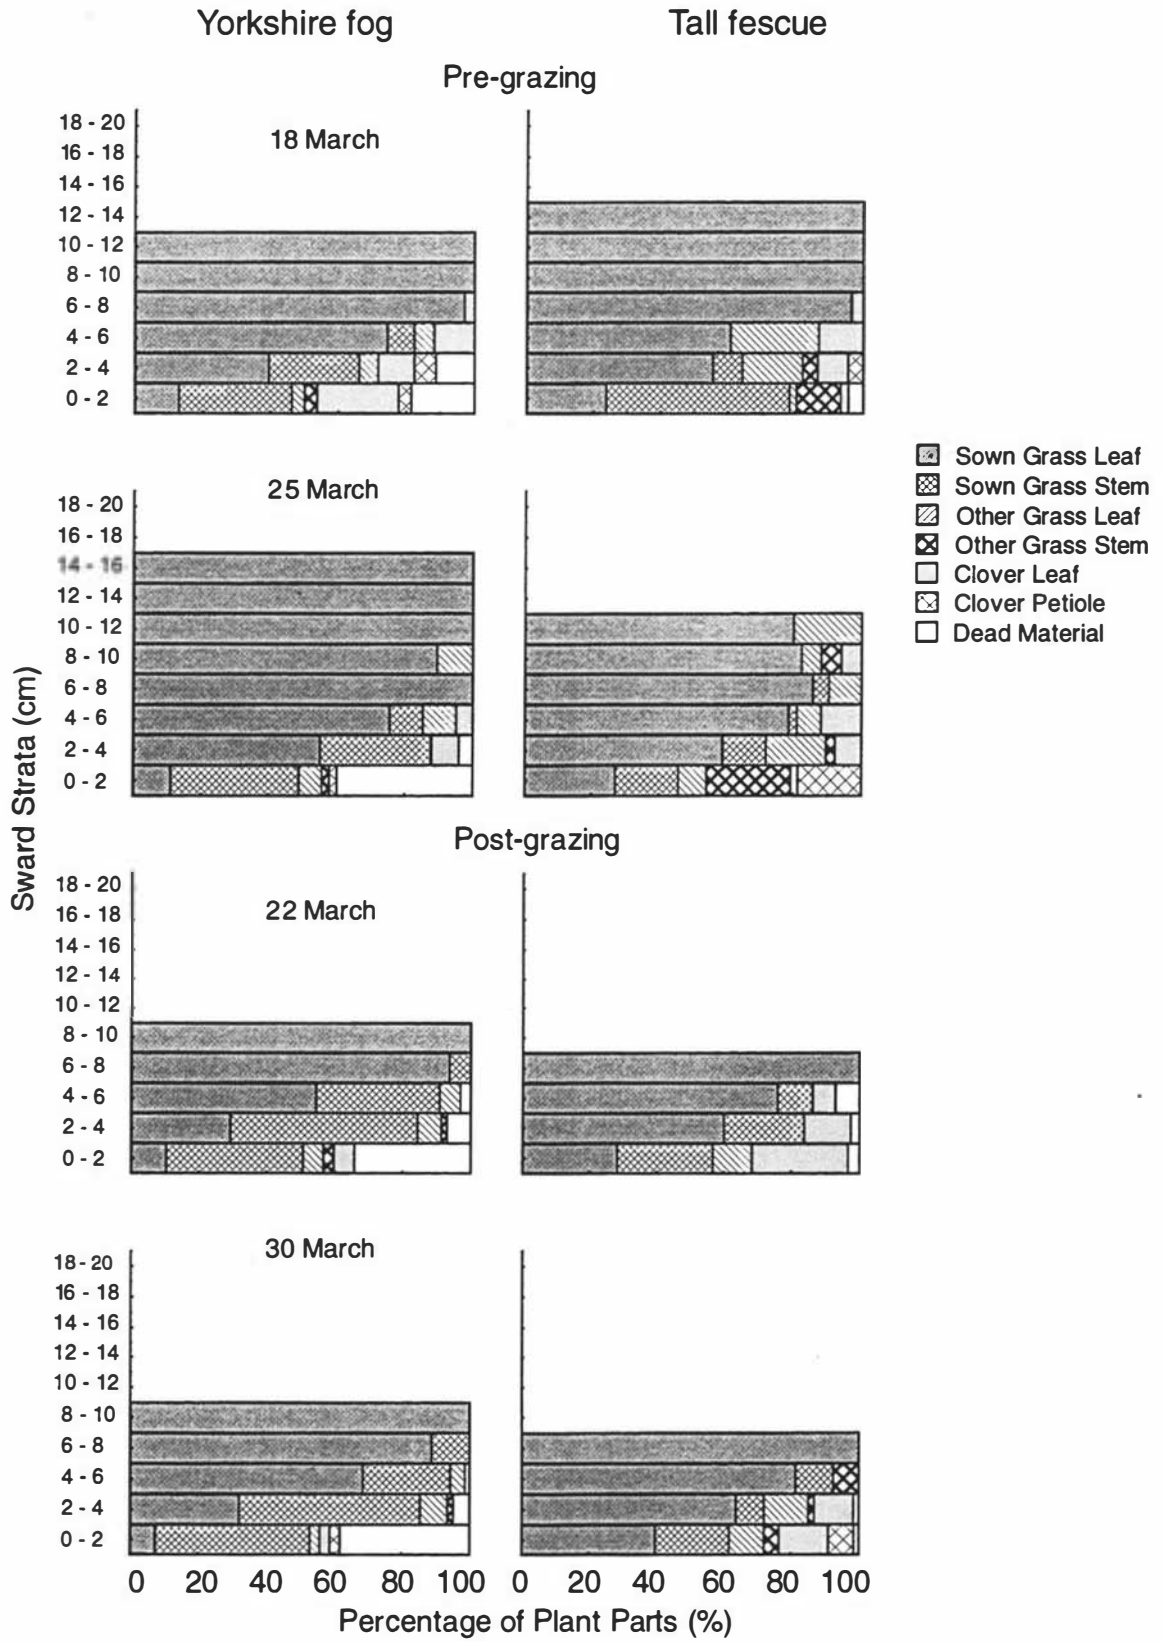 Yorkshire fog
Tall fescue
Pre-grazing
18 March
18 - 20
16 - 18
14 - 16
12 - 14
10 - 12
8 - 10
6 - 8
4 - 6
2 - 4
0 - 2
25 March
18 - 20
16 - 18
14 - 16
12 - 14
10 - 12
8 - 10
6 - 8
4 - 6
2 - 4
0 - 2
Sown Grass Leaf
Sown Grass Stem
Other Grass Leaf
Other Grass Stem
Clover Leaf
Clover Petiole
Dead Material
Sward Strata (cm)
Post-grazing
22 March
18 - 20
16 - 18
14 - 16
12 - 14
10 - 12
8 - 10
6 - 8
4 - 6
2 - 4
0 - 2
30 March
18 - 20
16 - 18
14 - 16
12 - 14
10 - 12
8 - 10
6 - 8
4 - 6
2 - 4
0 - 2
0 20 40 60 80 100
0 20 40 60 80 100
Percentage of Plant Parts (%)